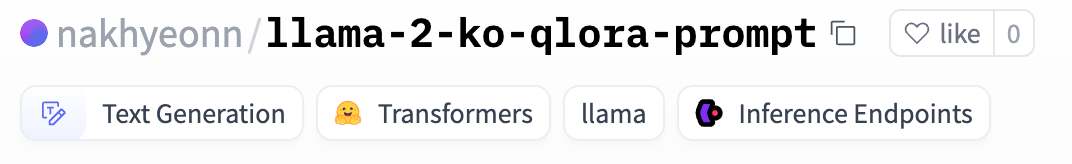 nakhyeonn/llama-2-ko-qlora-prompt like 0
Text Generation Transformers llama Inference Endpoints